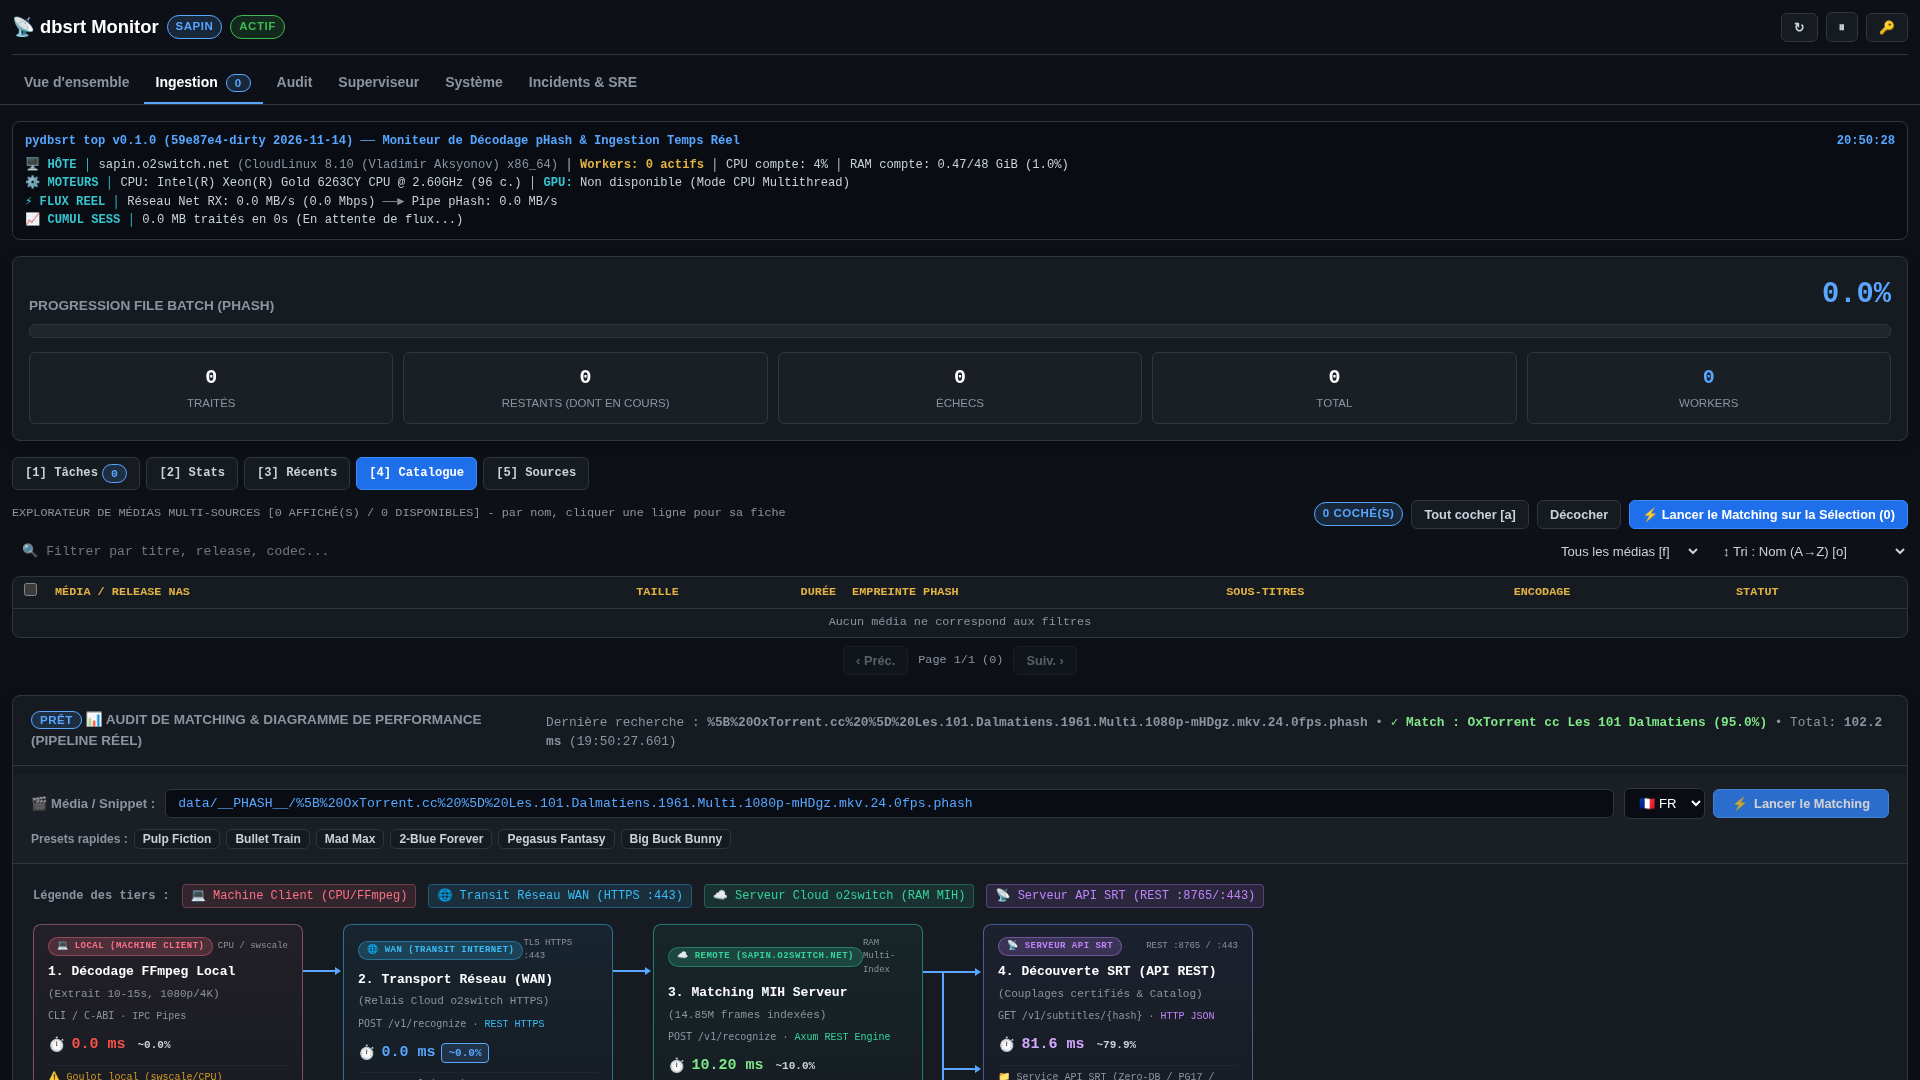 📡 dbsrt Monitor SAPIN ACTIF ↻ ⏸ 🔑
Vue d'ensemble Ingestion 0 Audit Superviseur Système Incidents & SRE
pydbsrt top v0.1.0 (59e87e4-dirty 2026-11-14) —— Moniteur de Décodage pHash & Ingestion Temps Réel 20:50:28
🖥️ HÔTE | sapin.o2switch.net (CloudLinux 8.10 (Vladimir Aksyonov) x86_64) | Workers: 0 actifs | CPU compte: 4% | RAM compte: 0.47/48 GiB (1.0%)
⚙️ MOTEURS | CPU: Intel(R) Xeon(R) Gold 6263CY CPU @ 2.60GHz (96 c.) | GPU: Non disponible (Mode CPU Multithread)
⚡ FLUX REEL | Réseau Net RX: 0.0 MB/s (0.0 Mbps) ——▶ Pipe pHash: 0.0 MB/s
📈 CUMUL SESS | 0.0 MB traités en 0s (En attente de flux...)
PROGRESSION FILE BATCH (PHASH) 0.0%
0 0 0 0 0
TRAITÉS RESTANTS (DONT EN COURS) ÉCHECS TOTAL WORKERS
[1] Tâches 0 [2] Stats [3] Récents [4] Catalogue [5] Sources
EXPLORATEUR DE MÉDIAS MULTI-SOURCES [0 AFFICHÉ(S) / 0 DISPONIBLES] - par nom, cliquer une ligne pour sa fiche 0 COCHÉ(S) Tout cocher [a] Décocher ⚡ Lancer le Matching sur la Sélection (0)
🔍 Filtrer par titre, release, codec... Tous les médias [f] ↕ Tri : Nom (A→Z) [o]
MÉDIA / RELEASE NAS TAILLE DURÉE EMPREINTE PHASH SOUS-TITRES ENCODAGE STATUT
Aucun média ne correspond aux filtres
‹ Préc. Page 1/1 (0) Suiv. ›
PRÊT 📊 AUDIT DE MATCHING & DIAGRAMME DE PERFORMANCE
(PIPELINE RÉEL)
Dernière recherche : %5B%20OxTorrent.cc%20%5D%20Les.101.Dalmatiens.1961.Multi.1080p-mHDgz.mkv.24.0fps.phash • ✓ Match : OxTorrent cc Les 101 Dalmatiens (95.0%) • Total: 102.2
ms (19:50:27.601)
🎬 Média / Snippet : data/__PHASH__/%5B%20OxTorrent.cc%20%5D%20Les.101.Dalmatiens.1961.Multi.1080p-mHDgz.mkv.24.0fps.phash 🇫🇷 FR ⚡ Lancer le Matching
Presets rapides : Pulp Fiction Bullet Train Mad Max 2-Blue Forever Pegasus Fantasy Big Buck Bunny
Légende des tiers : 💻 Machine Client (CPU/FFmpeg) 🌐 Transit Réseau WAN (HTTPS :443) ☁️ Serveur Cloud o2switch (RAM MIH) 📡 Serveur API SRT (REST :8765/:443)
💻 LOCAL (MACHINE CLIENT) CPU / swscale
1. Décodage FFmpeg Local
(Extrait 10-15s, 1080p/4K)
CLI / C-ABI · IPC Pipes
⏱️ 0.0 ms ~0.0%
⚠️ Goulot local (swscale/CPU)
🌐 WAN (TRANSIT INTERNET) TLS HTTPS
:443
2. Transport Réseau (WAN)
(Relais Cloud o2switch HTTPS)
POST /v1/recognize · REST HTTPS
⏱️ 0.0 ms ~0.0%
☁️ REMOTE (SAPIN.O2SWITCH.NET) RAM
Multi-
Index
3. Matching MIH Serveur
(14.85M frames indexées)
POST /v1/recognize · Axum REST Engine
⏱️ 10.20 ms ~10.0%
📡 SERVEUR API SRT REST :8765 / :443
4. Découverte SRT (API REST)
(Couplages certifiés & Catalog)
GET /v1/subtitles/{hash} · HTTP JSON
⏱️ 81.6 ms ~79.9%
📁 Service API SRT (Zero-DB / PG17 /